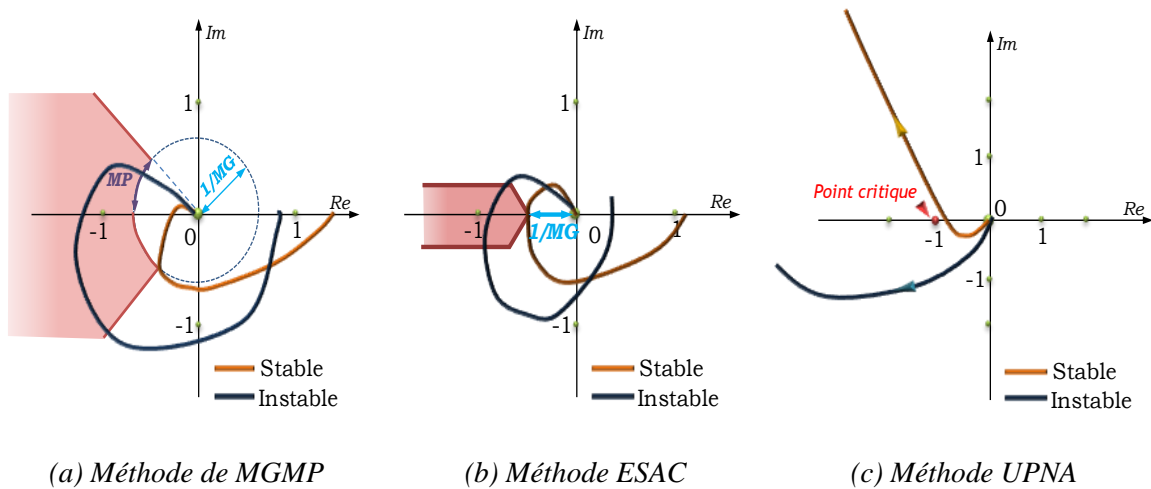 Im
1
MP
1/MG
Re
-1
0
1
-1
Stable
Instable
(a) Méthode de MGMP
Im
1
Re
-1
1/MG
0
1
-1
Stable
Instable
(b) Méthode ESAC
Im
1
Point critique
0
Re
-1
1
-1
Stable
Instable
(c) Méthode UPNA